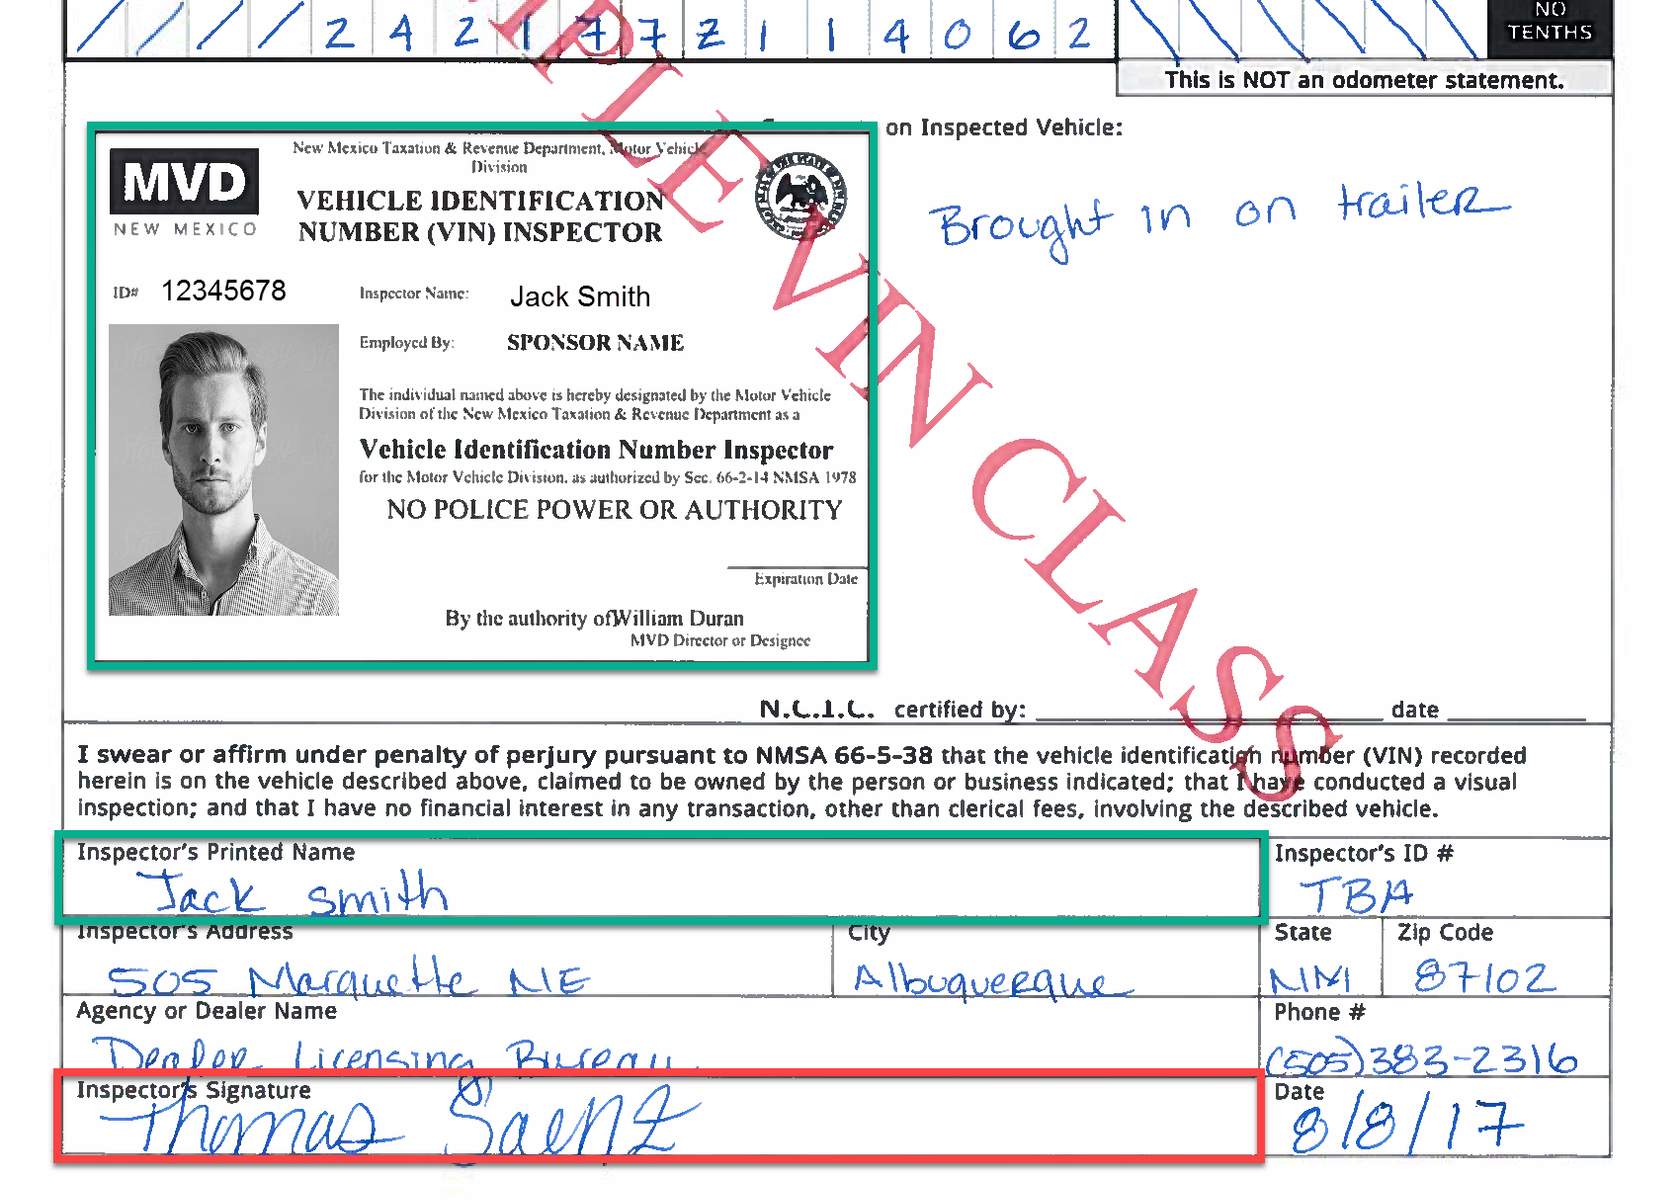 / / / / 2 4 2 1 7 7 Z 1 1 4 0 6 2 \ \ \ \ \ \ NO
TENTHS
This is NOT an odometer statement.
on Inspected Vehicle:
Brought in on trailer
MVD
NEW MEXICO
New Mexico Taxation & Revenue Department, Motor Vehicle
Division
VEHICLE IDENTIFICATION
NUMBER (VIN) INSPECTOR
ID# 12345678 Inspector Name: Jack Smith
Employed By: SPONSOR NAME
The individual named above is hereby designated by the Motor Vehicle
Division of the New Mexico Taxation & Revenue Department as a
Vehicle Identification Number Inspector
for the Motor Vehicle Division, as authorized by Sec. 66-2-14 NMSA 1978
NO POLICE POWER OR AUTHORITY
Expiration Date
By the authority of William Duran
MVD Director or Designee
VIN CLASS
N.C.I.C. certified by: date
I swear or affirm under penalty of perjury pursuant to NMSA 66-5-38 that the vehicle identification number (VIN) recorded
herein is on the vehicle described above, claimed to be owned by the person or business indicated; that I have conducted a visual
inspection; and that I have no financial interest in any transaction, other than clerical fees, involving the described vehicle.
Inspector's Printed Name Inspector's ID #
Jack Smith TBA
Inspector's Address City State Zip Code
505 Marquette NE Albuquerque NM 87102
Agency or Dealer Name Phone #
Dealer Licensing Bureau (505)383-2316
Inspector's Signature Date
Thomas Saenz 8/8/17